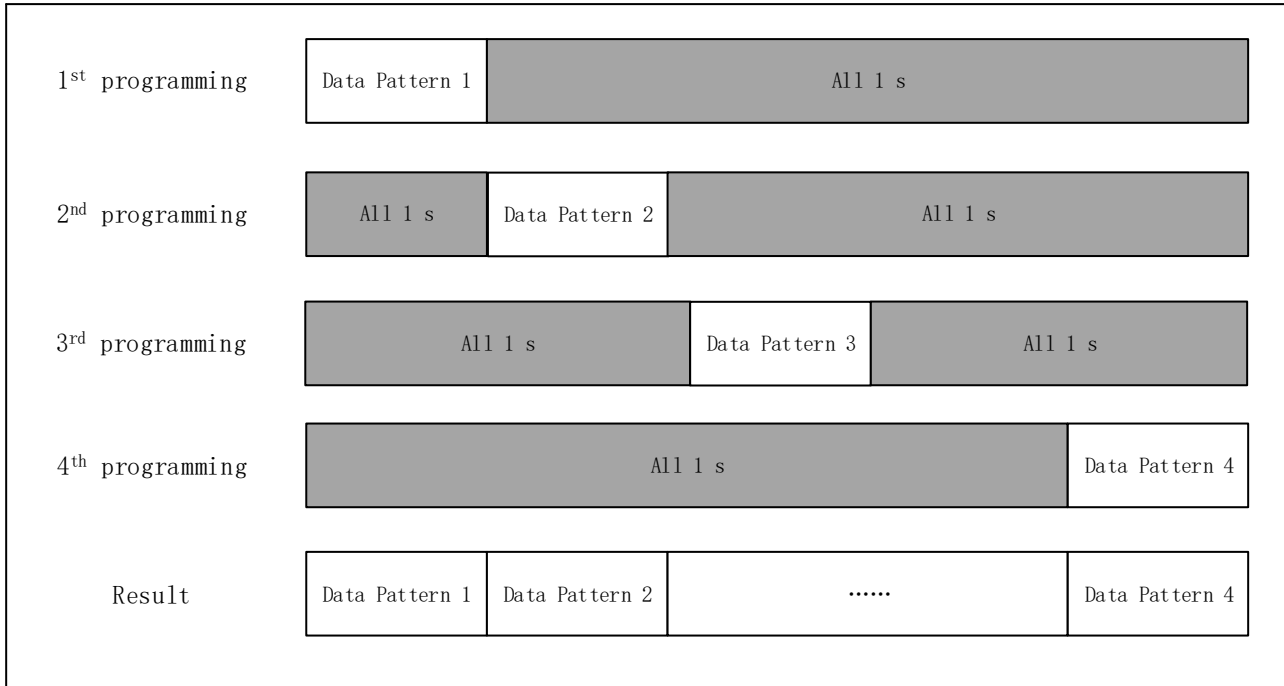 1st programming
Data Pattern 1
All 1 s
2nd programming
All 1 s
Data Pattern 2
All 1 s
3rd programming
All 1 s
Data Pattern 3
All 1 s
4th programming
All 1 s
Data Pattern 4
Result
Data Pattern 1
Data Pattern 2
······
Data Pattern 4